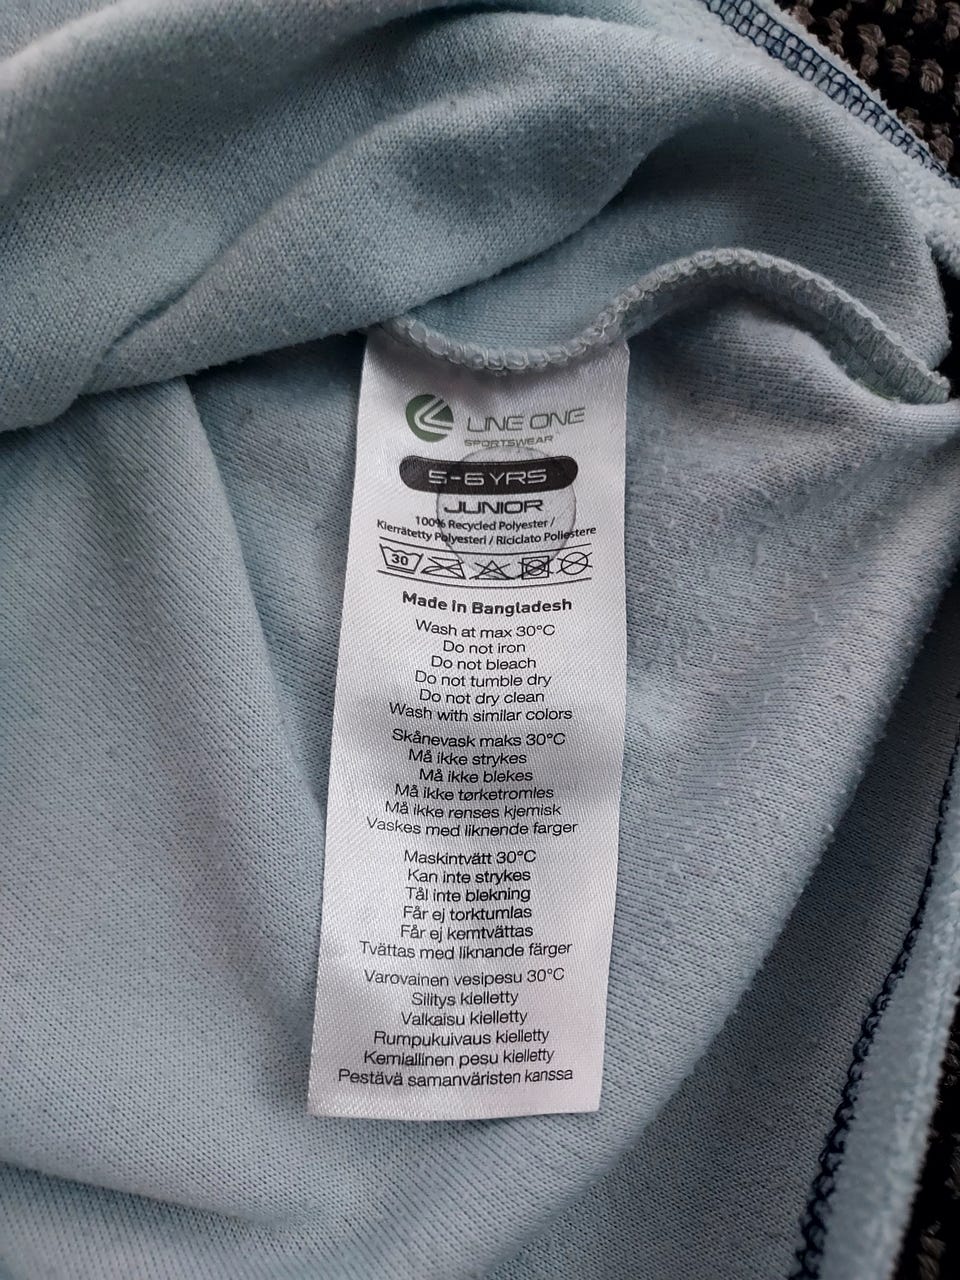 LINE ONE
SPORTSWEAR
5-6 YRS
JUNIOR
100% Recycled Polyester /
Kierrätetty Polyesteri / Riciclato Poliestere
30
Made in Bangladesh
Wash at max 30°C
Do not iron
Do not bleach
Do not tumble dry
Do not dry clean
Wash with similar colors
Skånevask maks 30°C
Må ikke strykes
Må ikke blekes
Må ikke tørketromles
Må ikke renses kjemisk
Vaskes med liknende farger
Maskintvätt 30°C
Kan inte strykes
Tål inte blekning
Får ej torktumlas
Får ej kemtvättas
Tvättas med liknande färger
Varovainen vesipesu 30°C
Silitys kielletty
Valkaisu kielletty
Rumpukuivaus kielletty
Kemiallinen pesu kielletty
Pestävä samanväristen kanssa